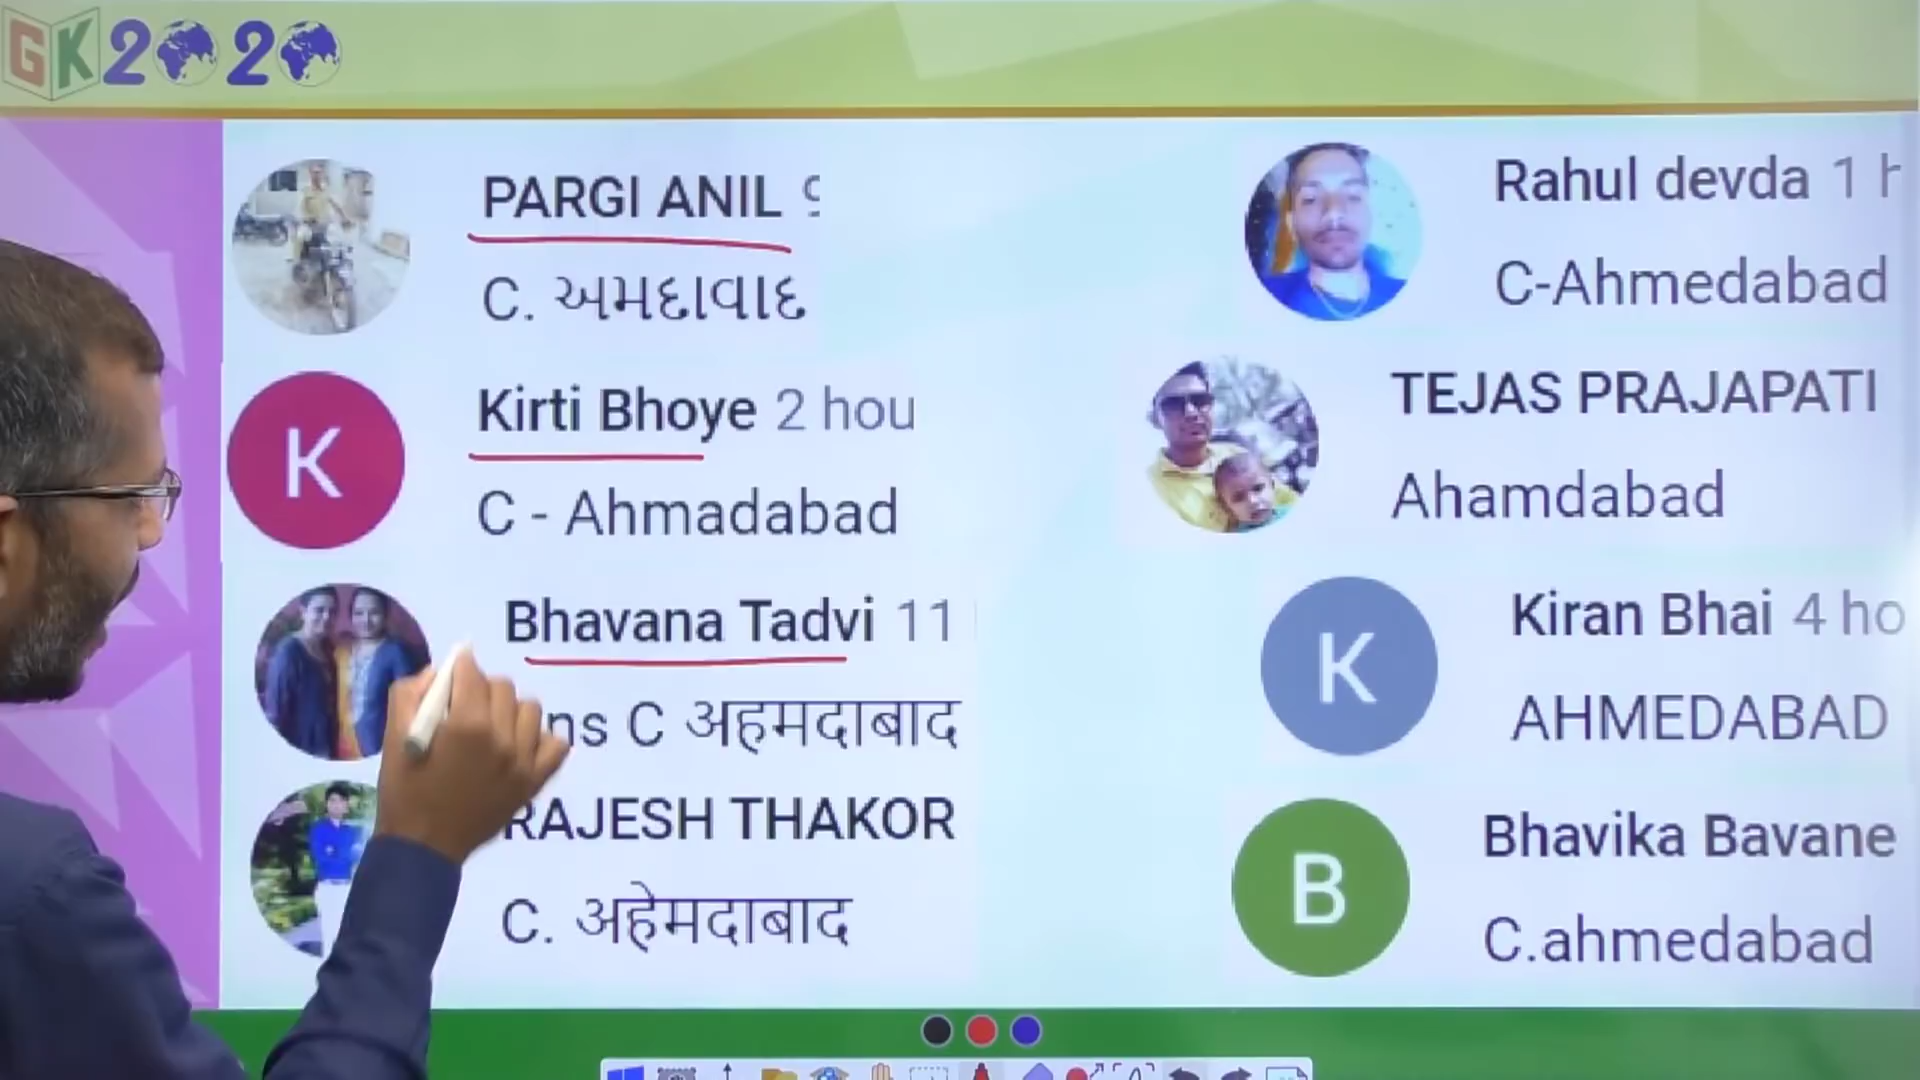 GK2020
PARGI ANIL
C. અમદાવાદ
Kirti Bhoye 2 hou
C - Ahmadabad
Bhavana Tadvi 11
C अहमदाबाद
RAJESH THAKOR
C. अहेमदाबाद
Rahul devda 1 h
C-Ahmedabad
TEJAS PRAJAPATI
Ahamdabad
Kiran Bhai 4 ho
AHMEDABAD
Bhavika Bavane
C.ahmedabad
K
K
B